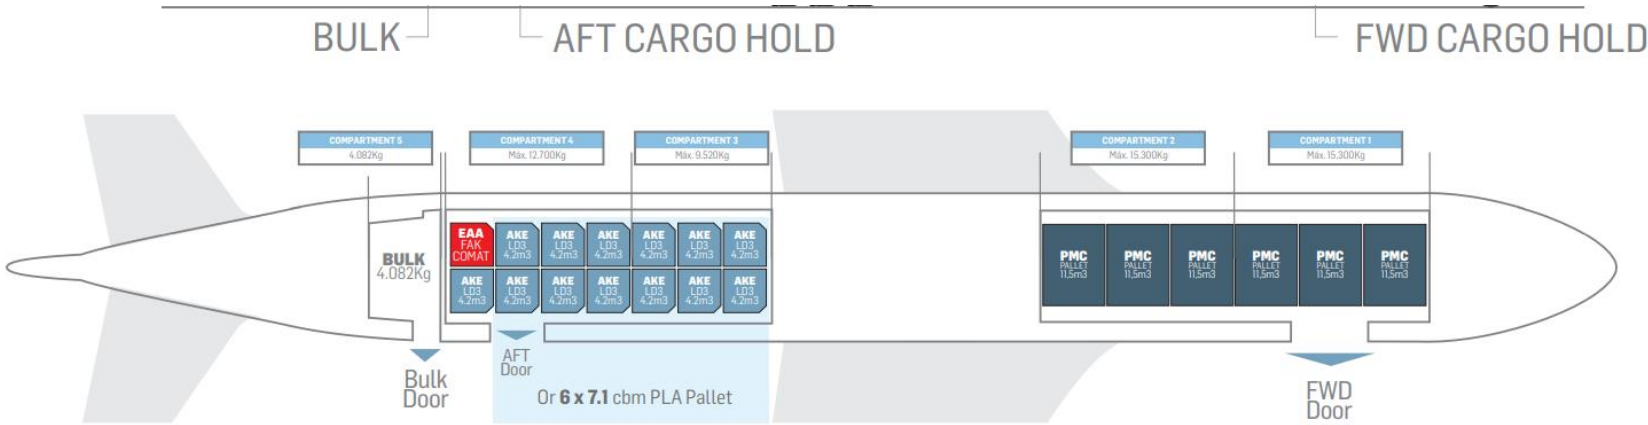 BULK
AFT CARGO HOLD
FWD CARGO HOLD
COMPARTMENT 5
4.082Kg
COMPARTMENT 4
Máx. 12.700Kg
COMPARTMENT 3
Máx. 9.520Kg
COMPARTMENT 2
Máx. 15.300Kg
COMPARTMENT 1
Máx. 15.300Kg
BULK
4.082Kg
EAA
FAK
COMAT
AKE
LD3
4.2m3
AKE
LD3
4.2m3
AKE
LD3
4.2m3
AKE
LD3
4.2m3
AKE
LD3
4.2m3
AKE
LD3
4.2m3
AKE
LD3
4.2m3
AKE
LD3
4.2m3
AKE
LD3
4.2m3
AKE
LD3
4.2m3
AKE
LD3
4.2m3
AKE
LD3
4.2m3
AKE
LD3
4.2m3
PMC
PALLET
11,5m3
PMC
PALLET
11,5m3
PMC
PALLET
11,5m3
PMC
PALLET
11,5m3
PMC
PALLET
11,5m3
PMC
PALLET
11,5m3
Bulk
Door
AFT
Door
Or 6 x 7.1 cbm PLA Pallet
FWD
Door